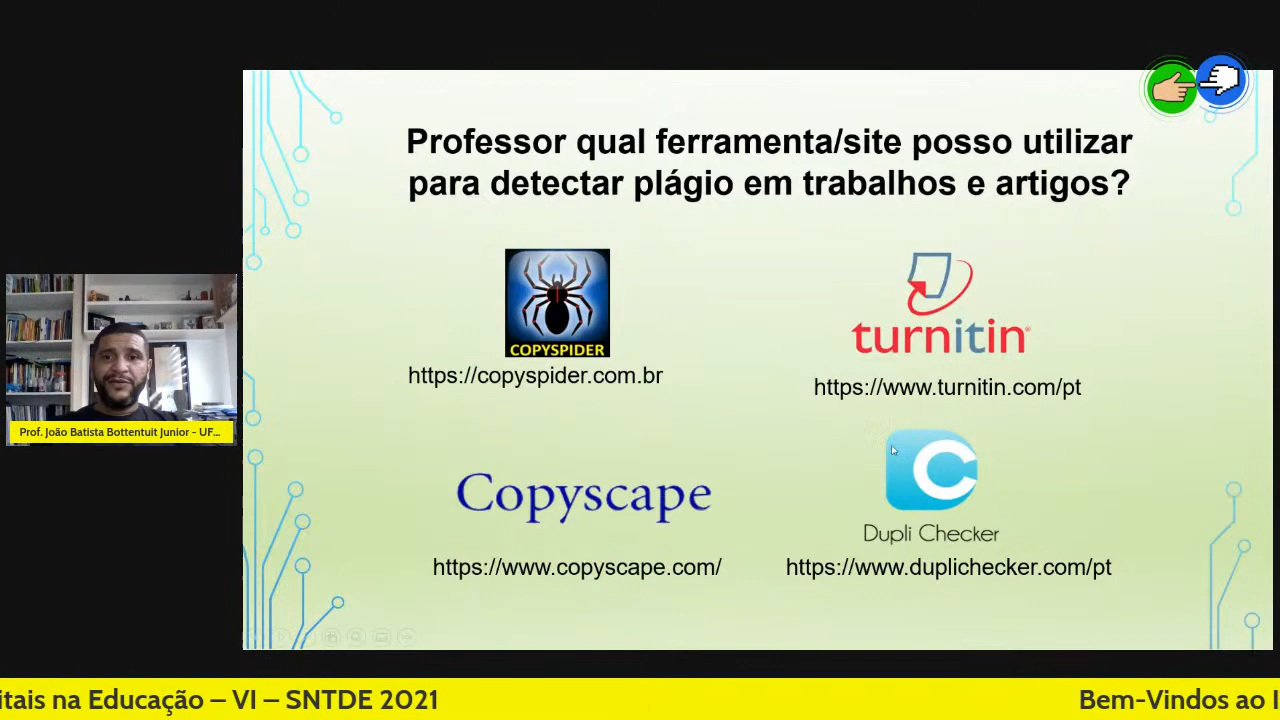 Professor qual ferramenta/site posso utilizar
para detectar plágio em trabalhos e artigos?
COPYSPIDER
https://copyspider.com.br
turnitin
https://www.turnitin.com/pt
Copyscape
https://www.copyscape.com/
Dupli Checker
https://www.duplichecker.com/pt
Prof. João Batista Bottentuit Junior - UF...
itais na Educação – VI – SNTDE 2021
Bem-Vindos ao I